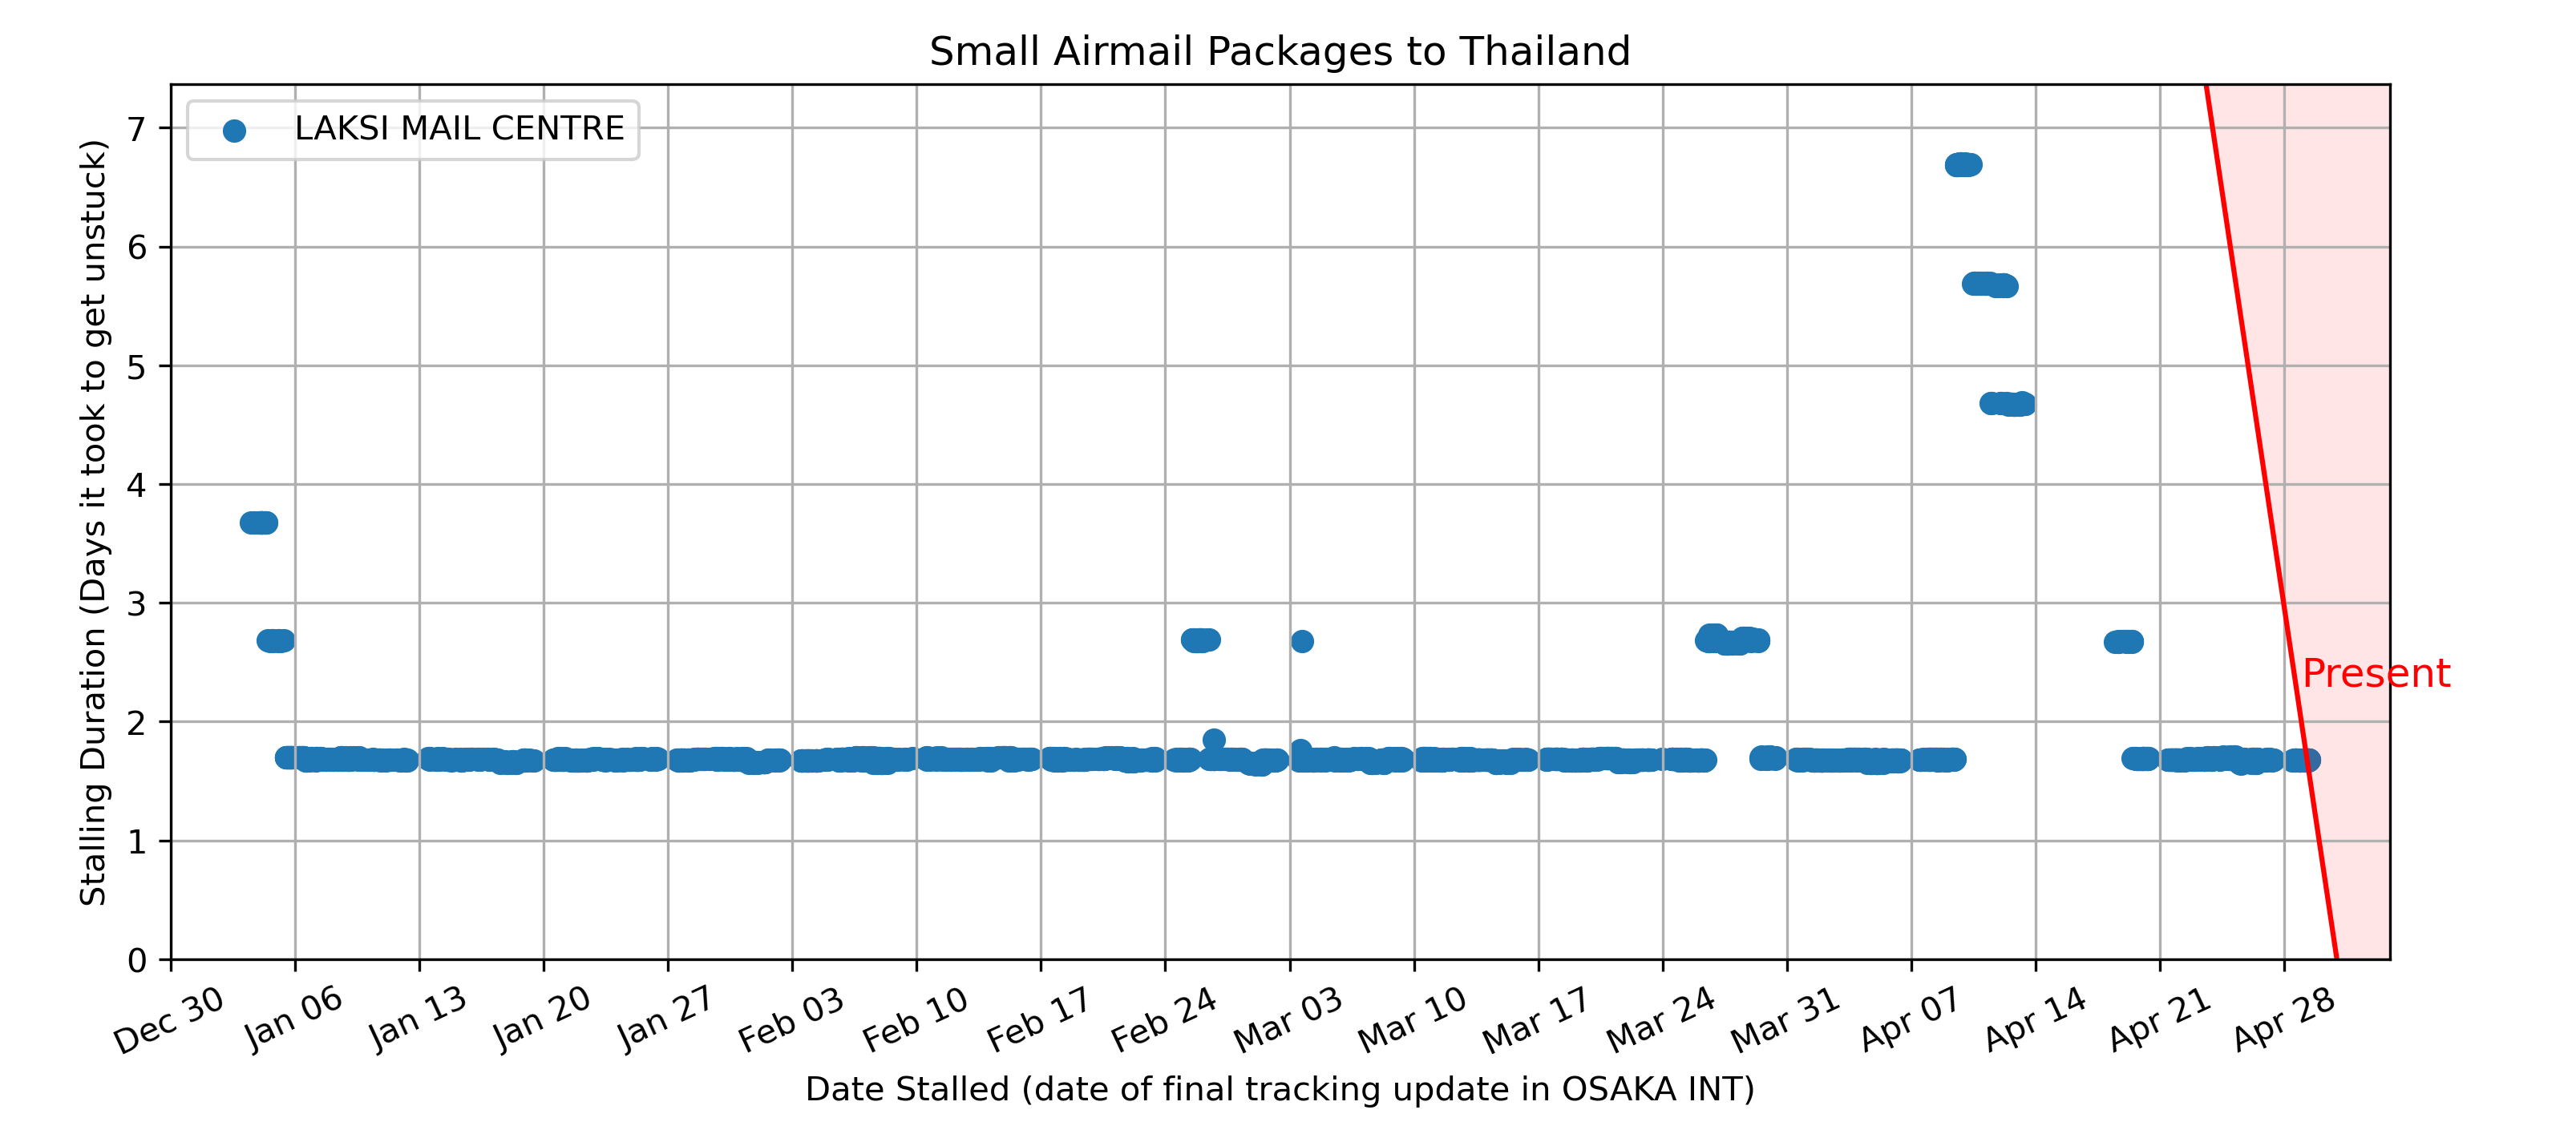 Small Airmail Packages to Thailand
LAKSI MAIL CENTRE
Stalling Duration (Days it took to get unstuck)
7
6
5
4
3
2
1
0
Present
Dec 30
Jan 06
Jan 13
Jan 20
Jan 27
Feb 03
Feb 10
Feb 17
Feb 24
Mar 03
Mar 10
Mar 17
Mar 24
Mar 31
Apr 07
Apr 14
Apr 21
Apr 28
Date Stalled (date of final tracking update in OSAKA INT)